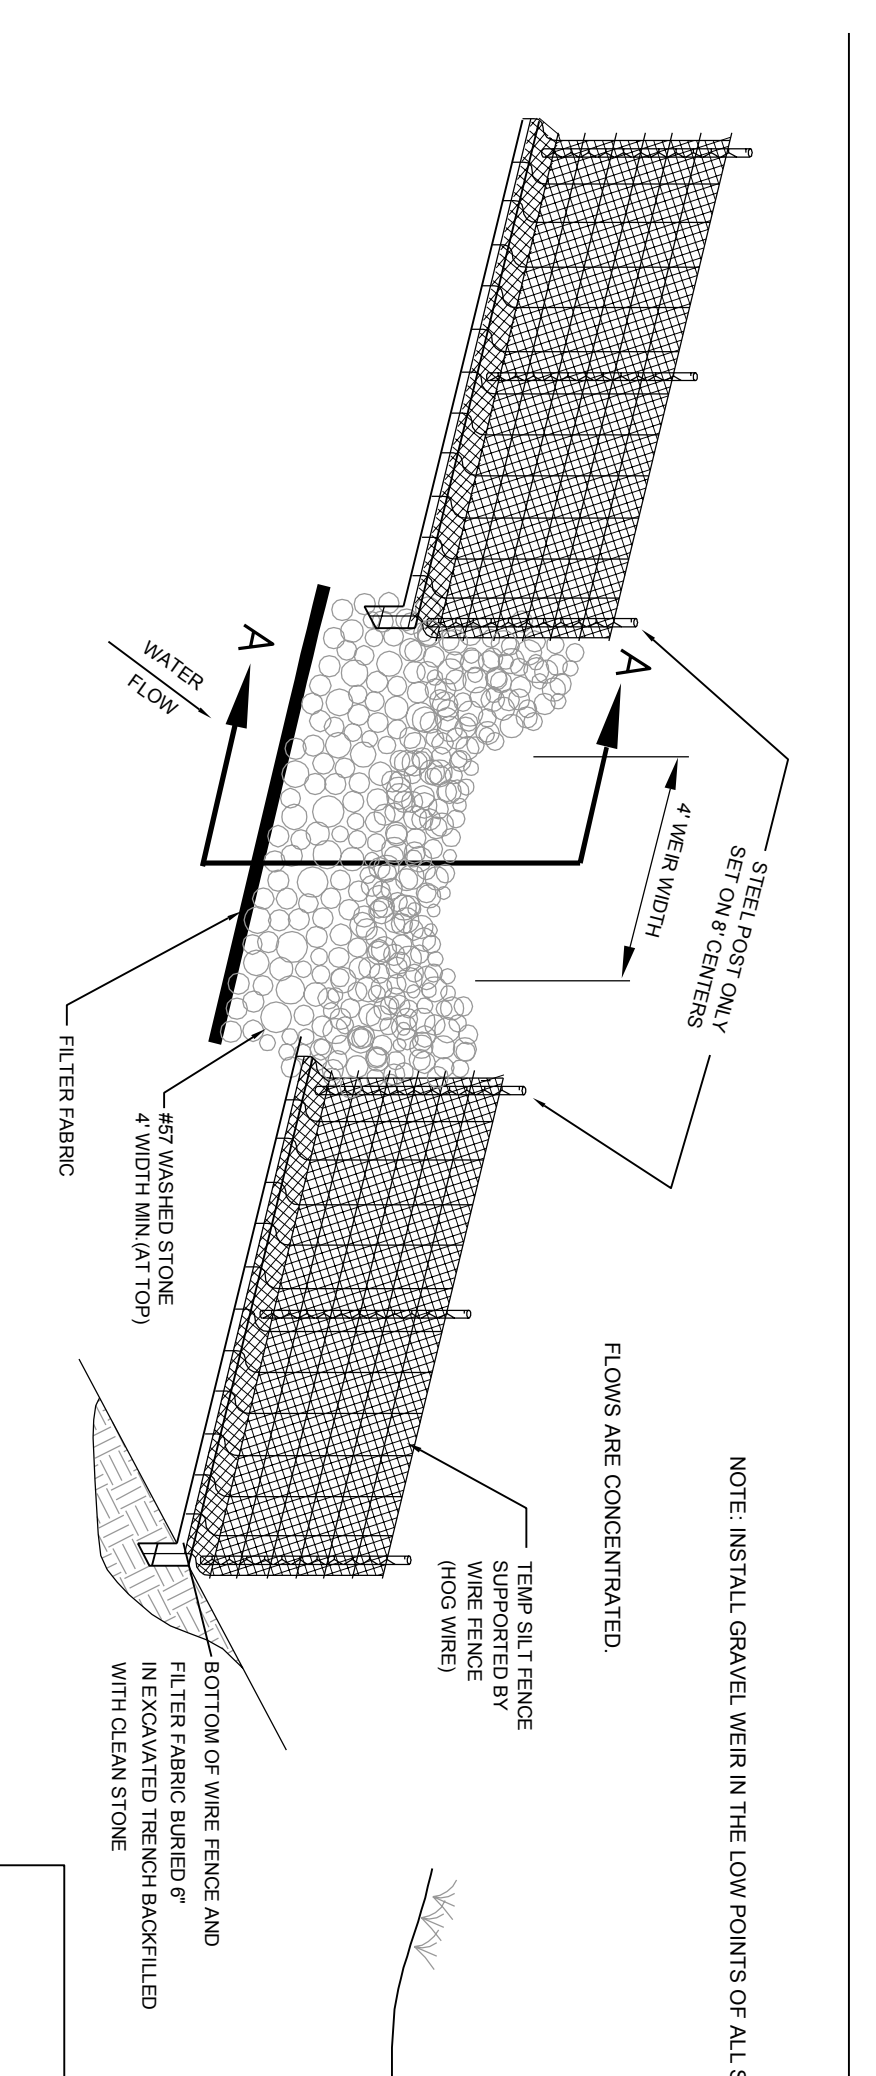 NOTE: INSTALL GRAVEL WEIR IN THE LOW POINTS OF ALL S
FLOWS ARE CONCENTRATED.
STEEL POST ONLY
SET ON 8' CENTERS
4' WEIR WIDTH
A
A
WATER
FLOW
TEMP SILT FENCE
SUPPORTED BY
WIRE FENCE
(HOG WIRE)
FILTER FABRIC
#57 WASHED STONE
4' WIDTH MIN.(AT TOP)
BOTTOM OF WIRE FENCE AND
FILTER FABRIC BURIED 6"
IN EXCAVATED TRENCH BACKFILLED
WITH CLEAN STONE